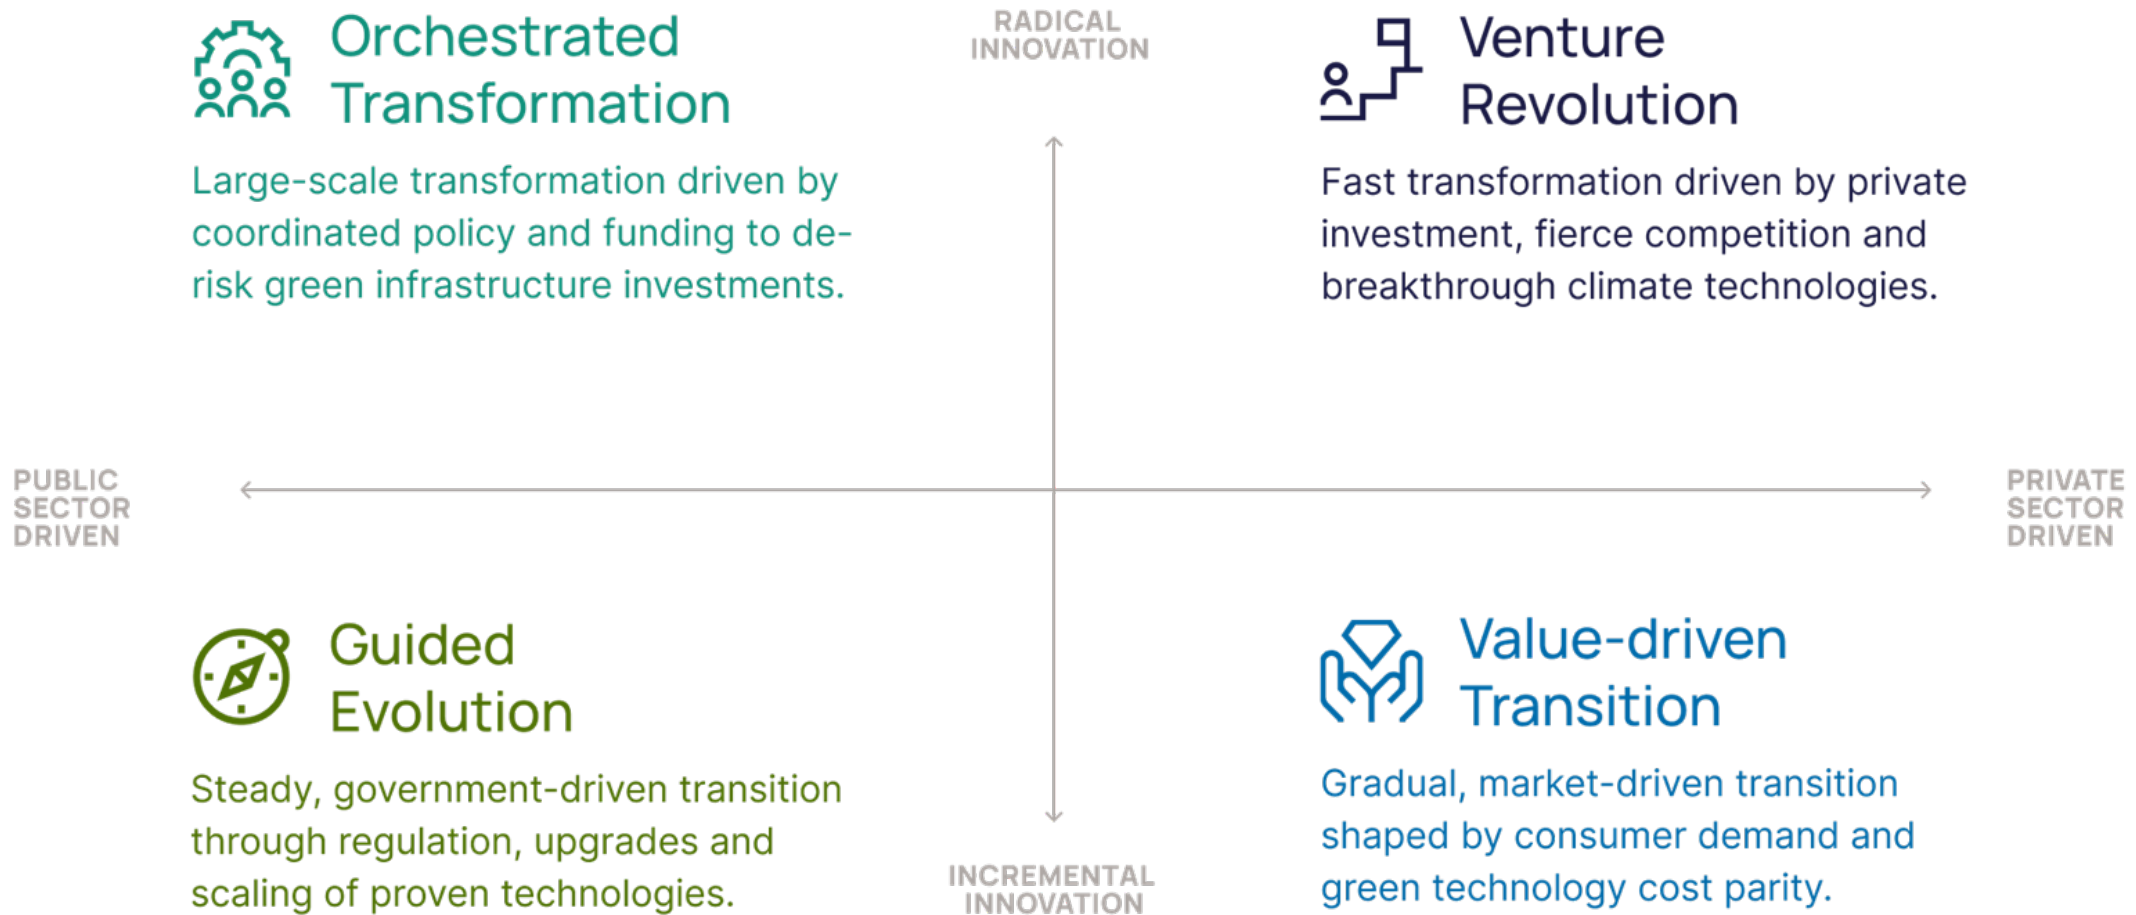 Orchestrated
Transformation
Large-scale transformation driven by
coordinated policy and funding to de-
risk green infrastructure investments.
RADICAL
INNOVATION
Venture
Revolution
Fast transformation driven by private
investment, fierce competition and
breakthrough climate technologies.
PUBLIC
SECTOR
DRIVEN
PRIVATE
SECTOR
DRIVEN
Guided
Evolution
Steady, government-driven transition
through regulation, upgrades and
scaling of proven technologies.
INCREMENTAL
INNOVATION
Value-driven
Transition
Gradual, market-driven transition
shaped by consumer demand and
green technology cost parity.